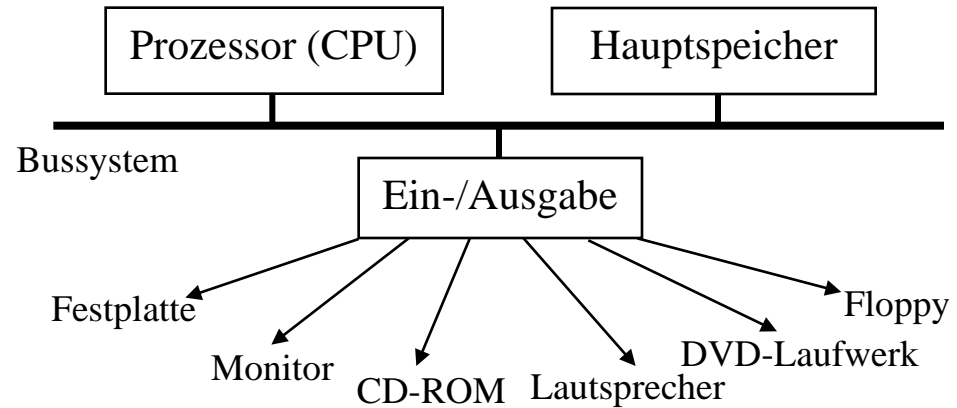 Prozessor (CPU)
Hauptspeicher
Bussystem
Ein-/Ausgabe
Festplatte
Monitor
CD-ROM
Lautsprecher
DVD-Laufwerk
Floppy